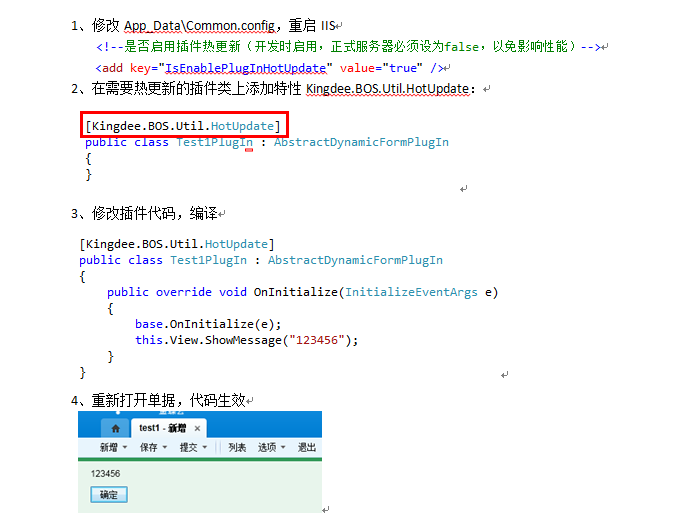 1、修改 App_Data\Common.config，重启 IIS
<!--是否启用插件热更新（开发时启用，正式服务器必须设为false，以免影响性能）-->
<add key="IsEnablePlugInHotUpdate" value="true" />
2、在需要热更新的插件类上添加特性 Kingdee.BOS.Util.HotUpdate：
[Kingdee.BOS.Util.HotUpdate]
public class Test1PlugIn : AbstractDynamicFormPlugIn
{
}
3、修改插件代码，编译
[Kingdee.BOS.Util.HotUpdate]
public class Test1PlugIn : AbstractDynamicFormPlugIn
{
public override void OnInitialize(InitializeEventArgs e)
{
base.OnInitialize(e);
this.View.ShowMessage("123456");
}
}
4、重新打开单据，代码生效
test1 - 新增 ×
新增 保存 提交 列表 选项 退出
123456
确定